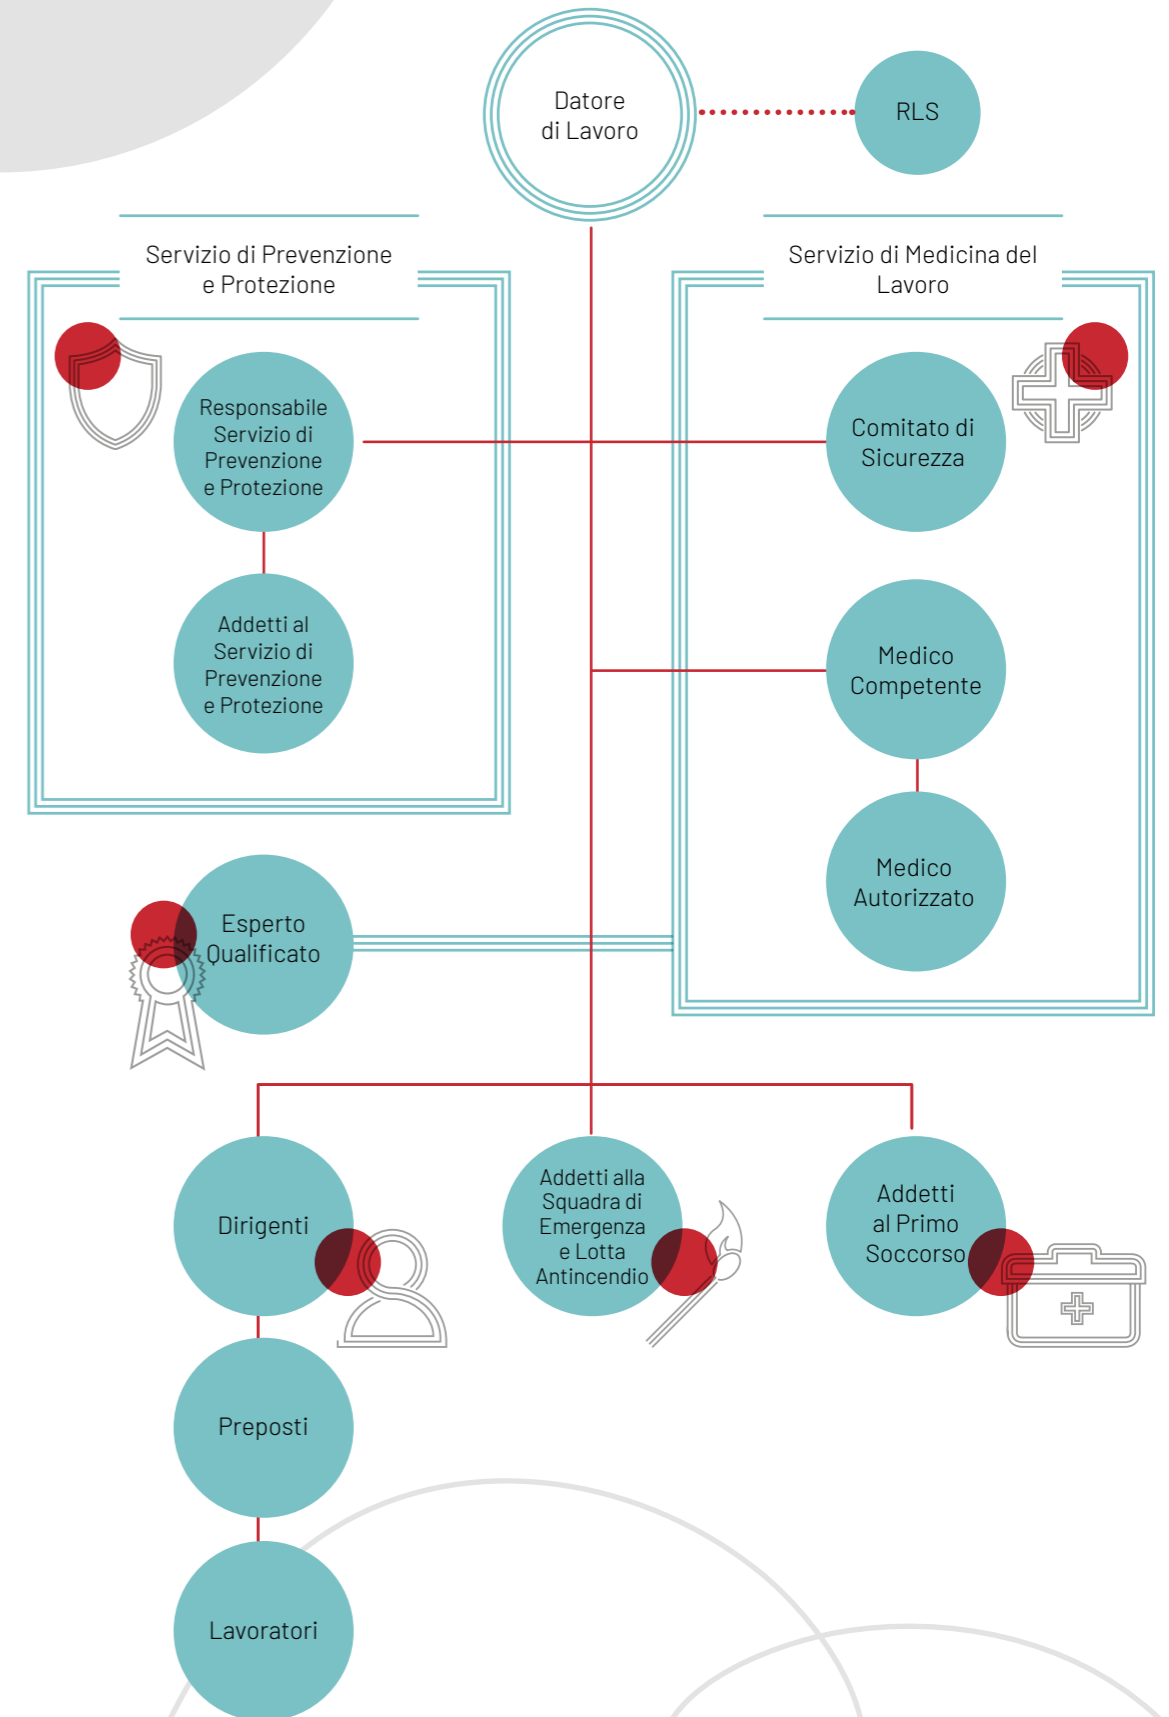 Datore
di Lavoro
RLS
Servizio di Prevenzione
e Protezione
Servizio di Medicina del
Lavoro
Responsabile
Servizio di
Prevenzione
e Protezione
Comitato di
Sicurezza
Addetti al
Servizio di
Prevenzione
e Protezione
Medico
Competente
Medico
Autorizzato
Esperto
Qualificato
Dirigenti
Addetti alla
Squadra di
Emergenza
e Lotta
Antincendio
Addetti
al Primo
Soccorso
Preposti
Lavoratori